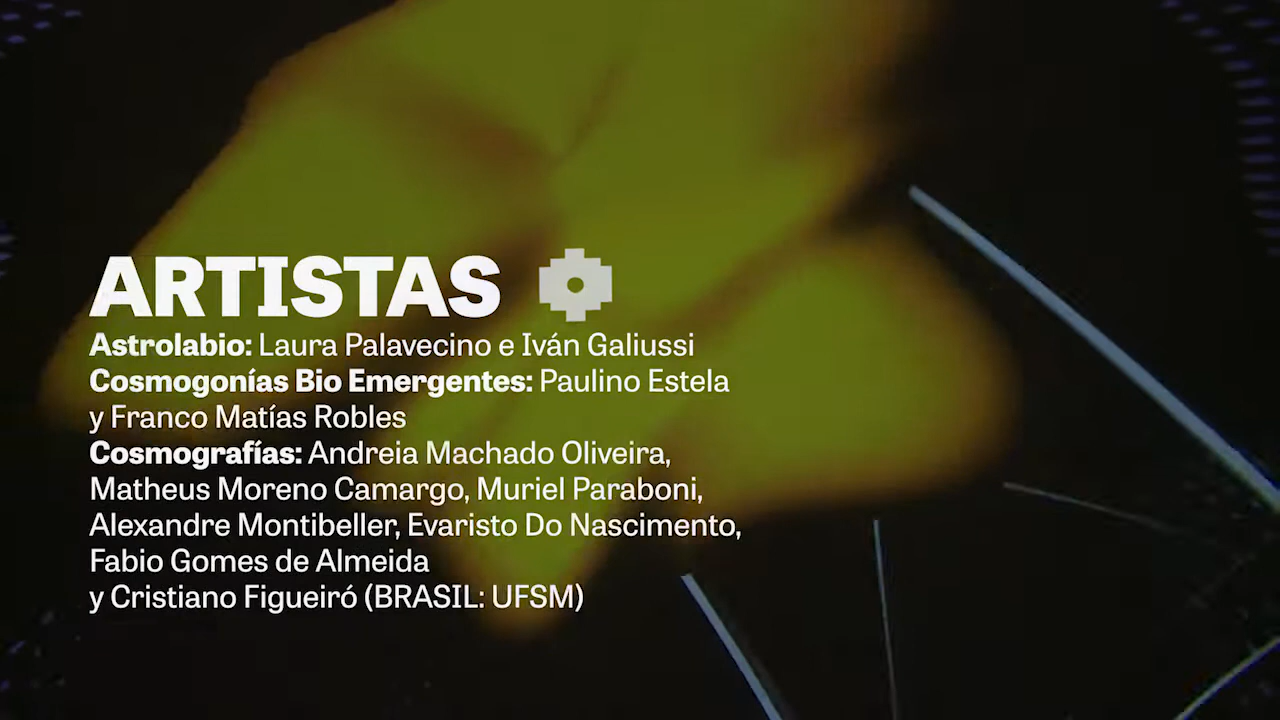 ARTISTAS
Astrolabio: Laura Palavecino e Iván Galiussi
Cosmogonías Bio Emergentes: Paulino Estela
y Franco Matías Robles
Cosmografías: Andreia Machado Oliveira,
Matheus Moreno Camargo, Muriel Paraboni,
Alexandre Montibeller, Evaristo Do Nascimento,
Fabio Gomes de Almeida
y Cristiano Figueiró (BRASIL: UFSM)